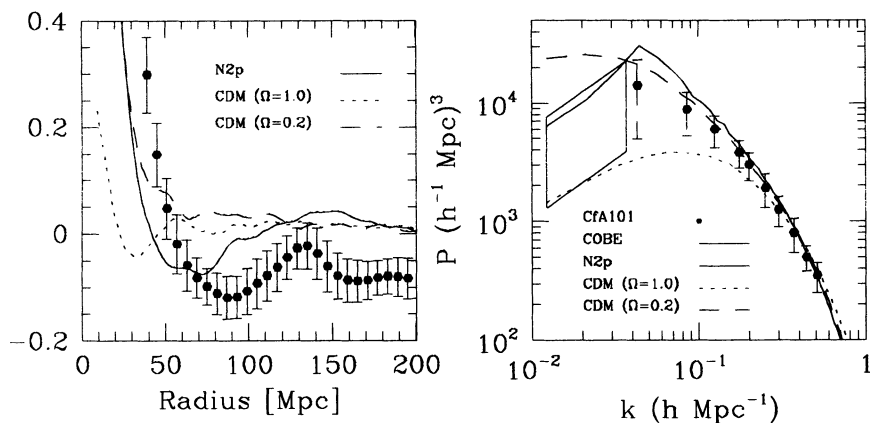 0.4
0.2
0
−0.2
0
50
100
150
200
Radius [Mpc]
N2p
CDM (Ω=1.0)
CDM (Ω=0.2)
P (h⁻¹ Mpc)³
10⁴
10³
10²
10⁻²
10⁻¹
1
k (h Mpc⁻¹)
CfA101
COBE
N2p
CDM (Ω=1.0)
CDM (Ω=0.2)